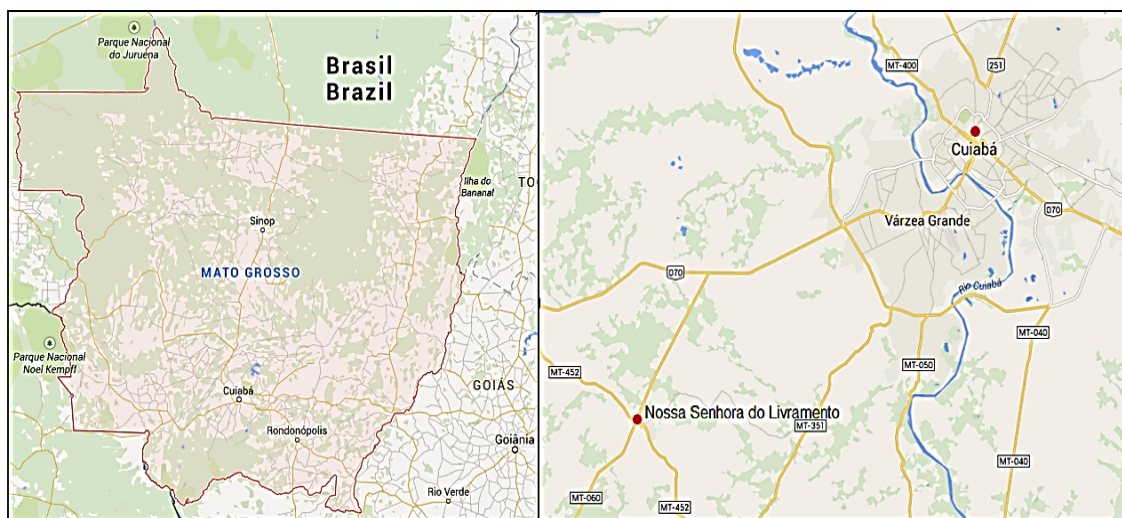 Parque Nacional
do Juruena
Brasil
Brazil
Ilha do
Bananal
TO
Sinop
MATO GROSSO
Parque Nacional
Noel Kempff
Cuiabá
GOIÁS
Rondonópolis
Goiânia
Rio Verde
MT-400
251
Cuiabá
070
Várzea Grande
070
Rio Cuiabá
MT-040
MT-452
MT-050
Nossa Senhora do Livramento
MT-351
MT-040
MT-060
MT-452